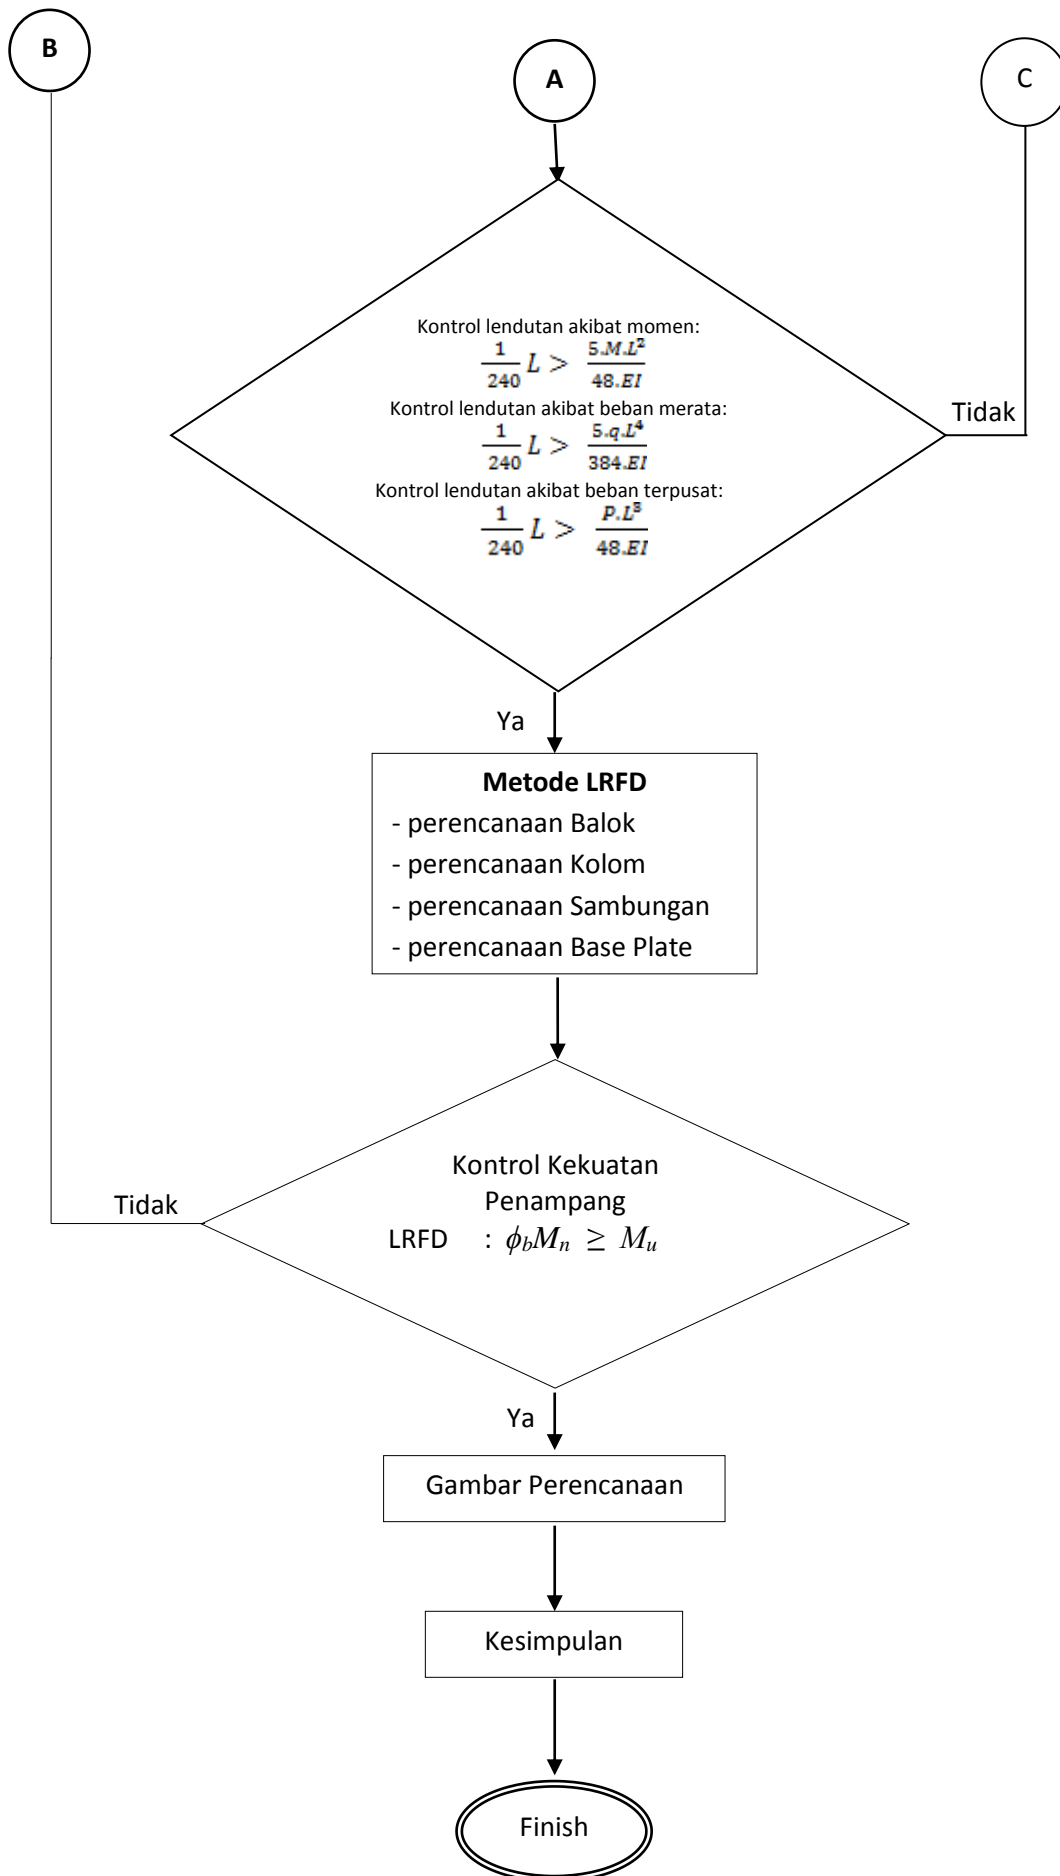 B
A
C
Kontrol lendutan akibat momen:
1/240 L > 5.M.L²/48.EI
Kontrol lendutan akibat beban merata:
1/240 L > 5.q.L⁴/384.EI
Kontrol lendutan akibat beban terpusat:
1/240 L > P.L³/48.EI
Tidak
Ya
Metode LRFD
- perencanaan Balok
- perencanaan Kolom
- perencanaan Sambungan
- perencanaan Base Plate
Kontrol Kekuatan
Penampang
LRFD : ϕbMn ≥ Mu
Tidak
Ya
Gambar Perencanaan
Kesimpulan
Finish